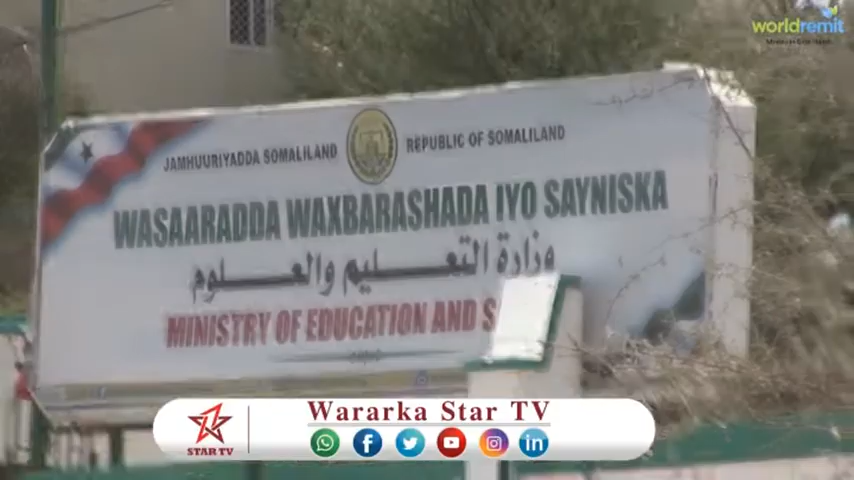 worldremit
JAMHUURIYADDA SOMALILAND
REPUBLIC OF SOMALILAND
WASAARADDA WAXBARASHADA IYO SAYNISKA
وزارة التعليم والعلوم
MINISTRY OF EDUCATION AND S
Wararka Star TV
STAR TV